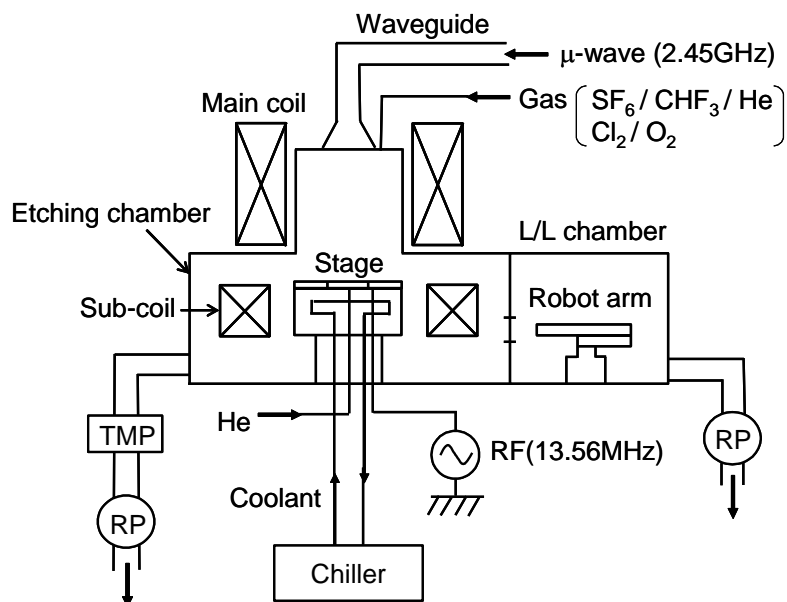 Waveguide
μ-wave (2.45GHz)
Main coil
Gas
SF₆ / CHF₃ / He
Cl₂ / O₂
Etching chamber
L/L chamber
Stage
Robot arm
Sub-coil
He
TMP
RF(13.56MHz)
RP
Coolant
RP
Chiller